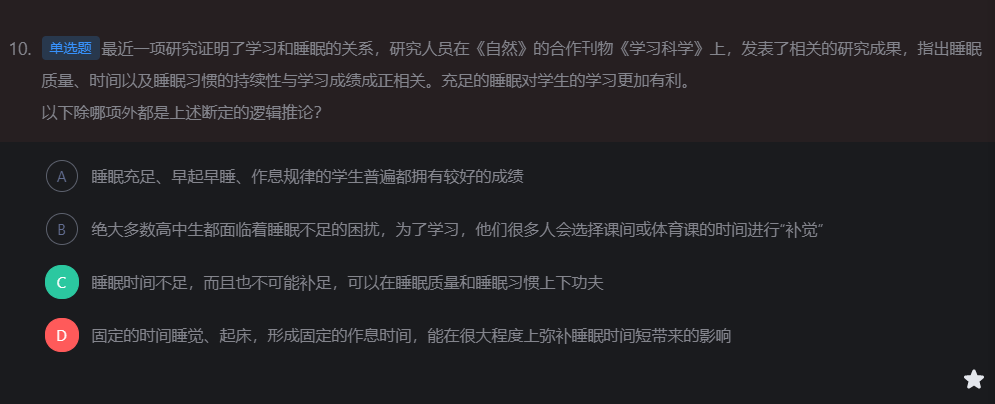 10. 单选题 最近一项研究证明了学习和睡眠的关系，研究人员在《自然》的合作刊物《学习科学》上，发表了相关的研究成果，指出睡眠
质量、时间以及睡眠习惯的持续性与学习成绩成正相关。充足的睡眠对学生的学习更加有利。
以下除哪项外都是上述断定的逻辑推论？
A 睡眠充足、早起早睡、作息规律的学生普遍都拥有较好的成绩
B 绝大多数高中生都面临着睡眠不足的困扰，为了学习，他们很多人会选择课间或体育课的时间进行“补觉”
C 睡眠时间不足，而且也不可能补足，可以在睡眠质量和睡眠习惯上下功夫
D 固定的时间睡觉、起床，形成固定的作息时间，能在很大程度上弥补睡眠时间短带来的影响